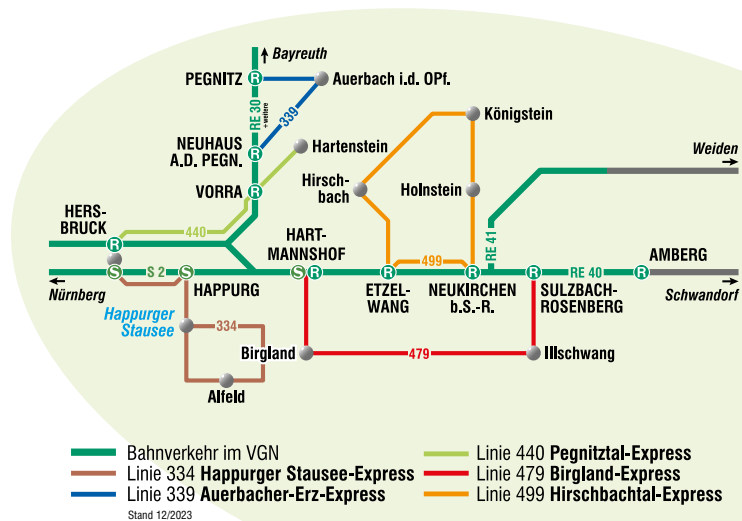 Bayreuth
PEGNITZ
R
Auerbach i.d. OPf.
RE 30
+ weitere
339
NEUHAUS
A.D. PEGN.
R
Hartenstein
Königstein
VORRA
R
Hirsch-
bach
Holnstein
Weiden
HERS-
BRUCK
R
440
HART-
MANNSHOF
499
RE 41
AMBERG
S
S 2
S
S
R
R
R
R
RE 40
R
Nürnberg
HAPPURG
ETZEL-
WANG
NEUKIRCHEN
b.S.-R.
SULZBACH-
ROSENBERG
Schwandorf
Happurger
Stausee
334
Birgland
479
Illschwang
Alfeld
Bahnverkehr im VGN
Linie 334 Happurger Stausee-Express
Linie 339 Auerbacher-Erz-Express
Linie 440 Pegnitztal-Express
Linie 479 Birgland-Express
Linie 499 Hirschbachtal-Express
Stand 12/2023